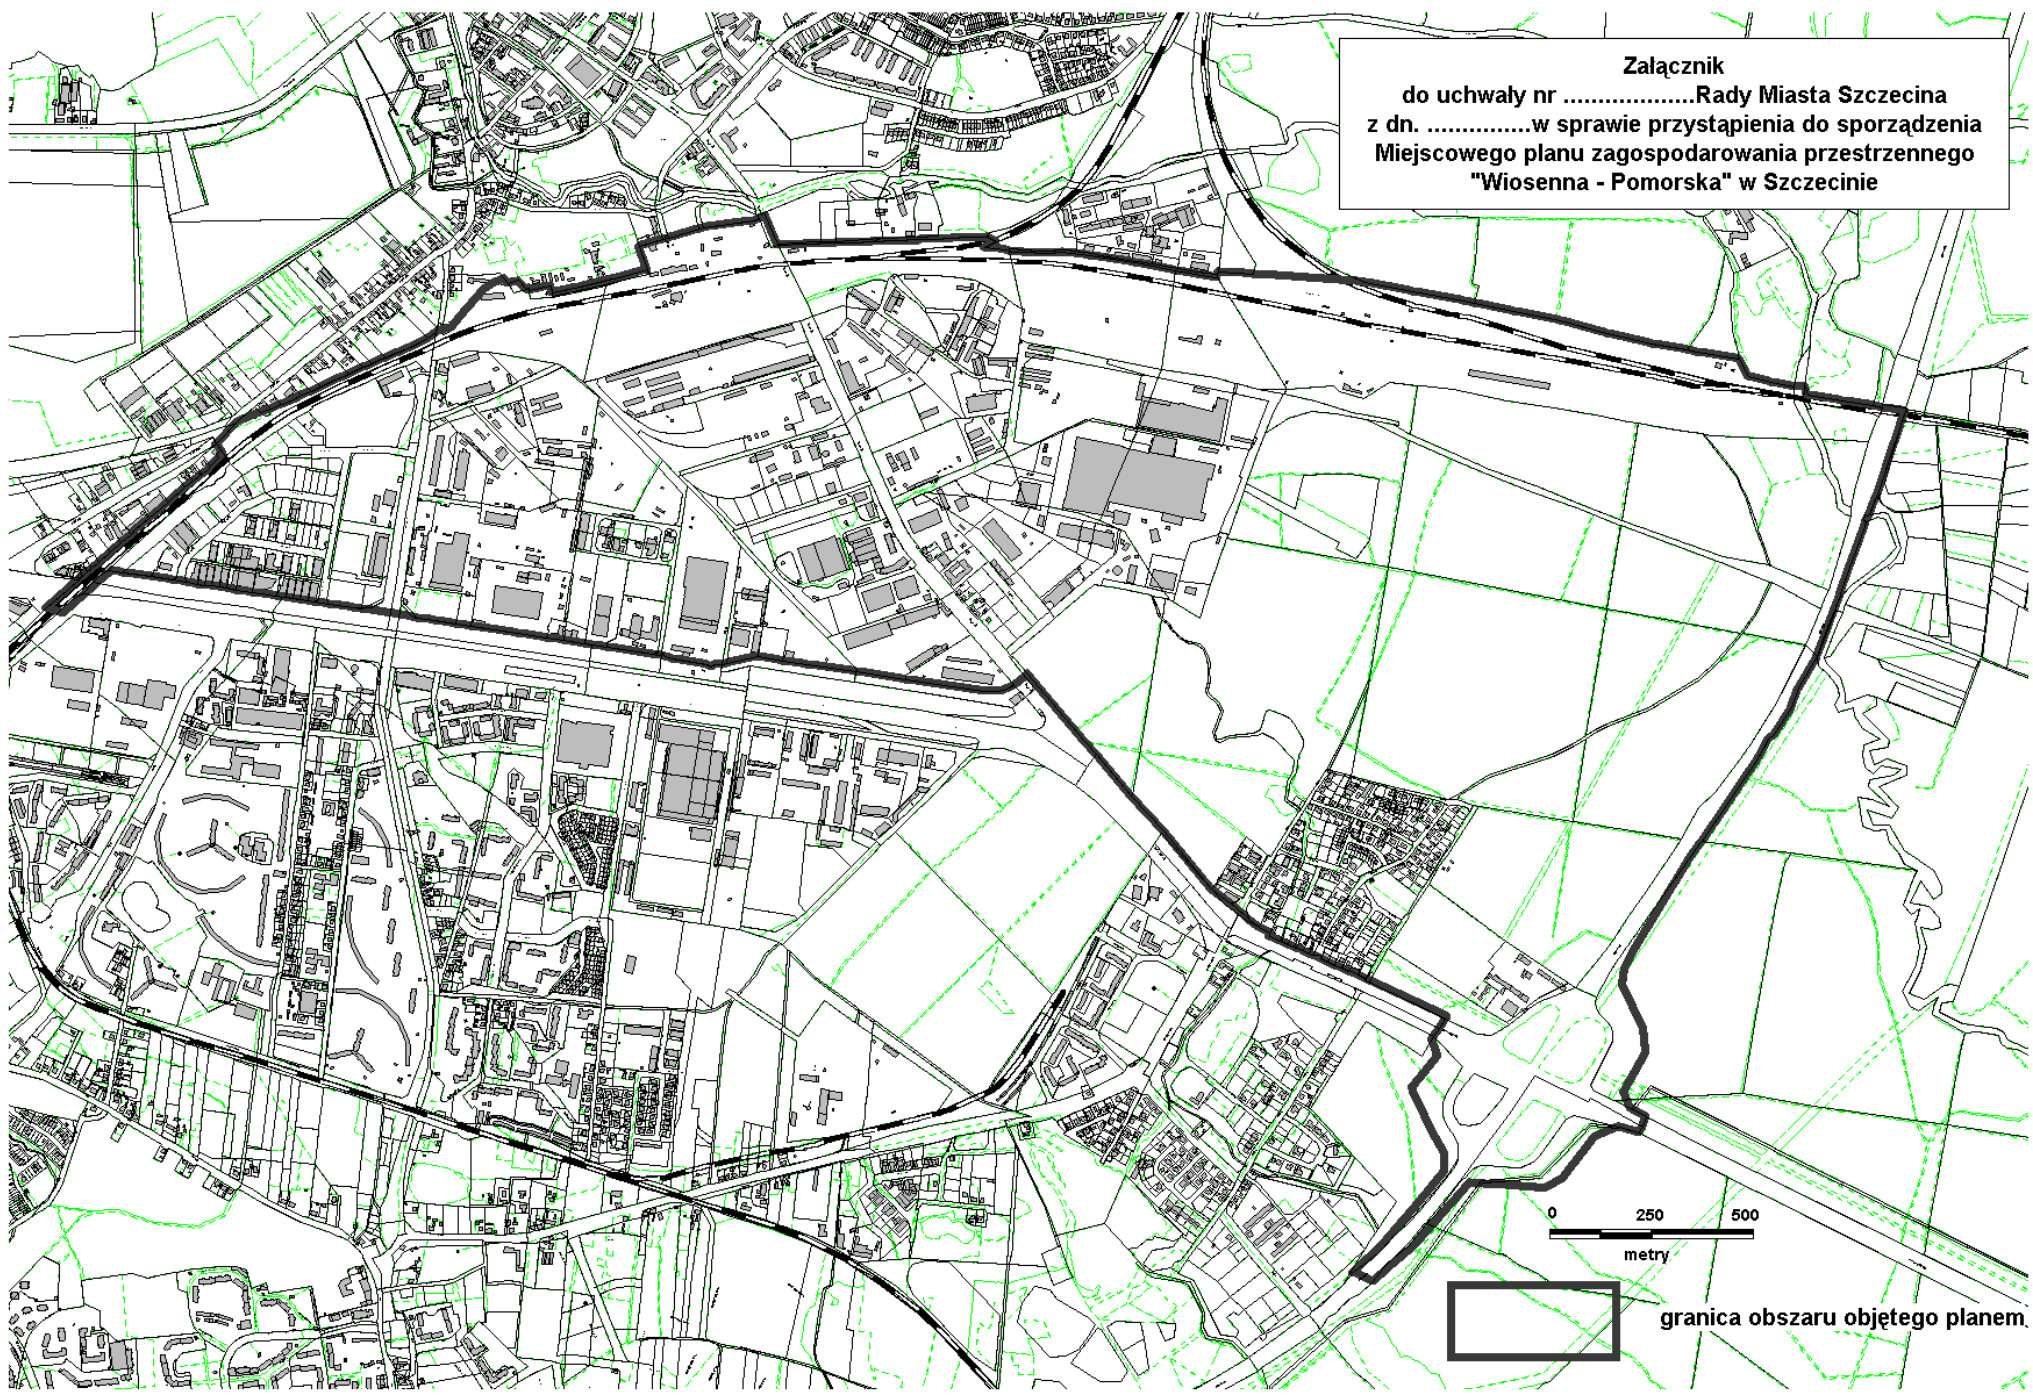 Załącznik
do uchwały nr ...................Rady Miasta Szczecina
z dn. ...............w sprawie przystąpienia do sporządzenia
Miejscowego planu zagospodarowania przestrzennego
"Wiosenna - Pomorska" w Szczecinie
0 250 500
metry
granica obszaru objętego planem